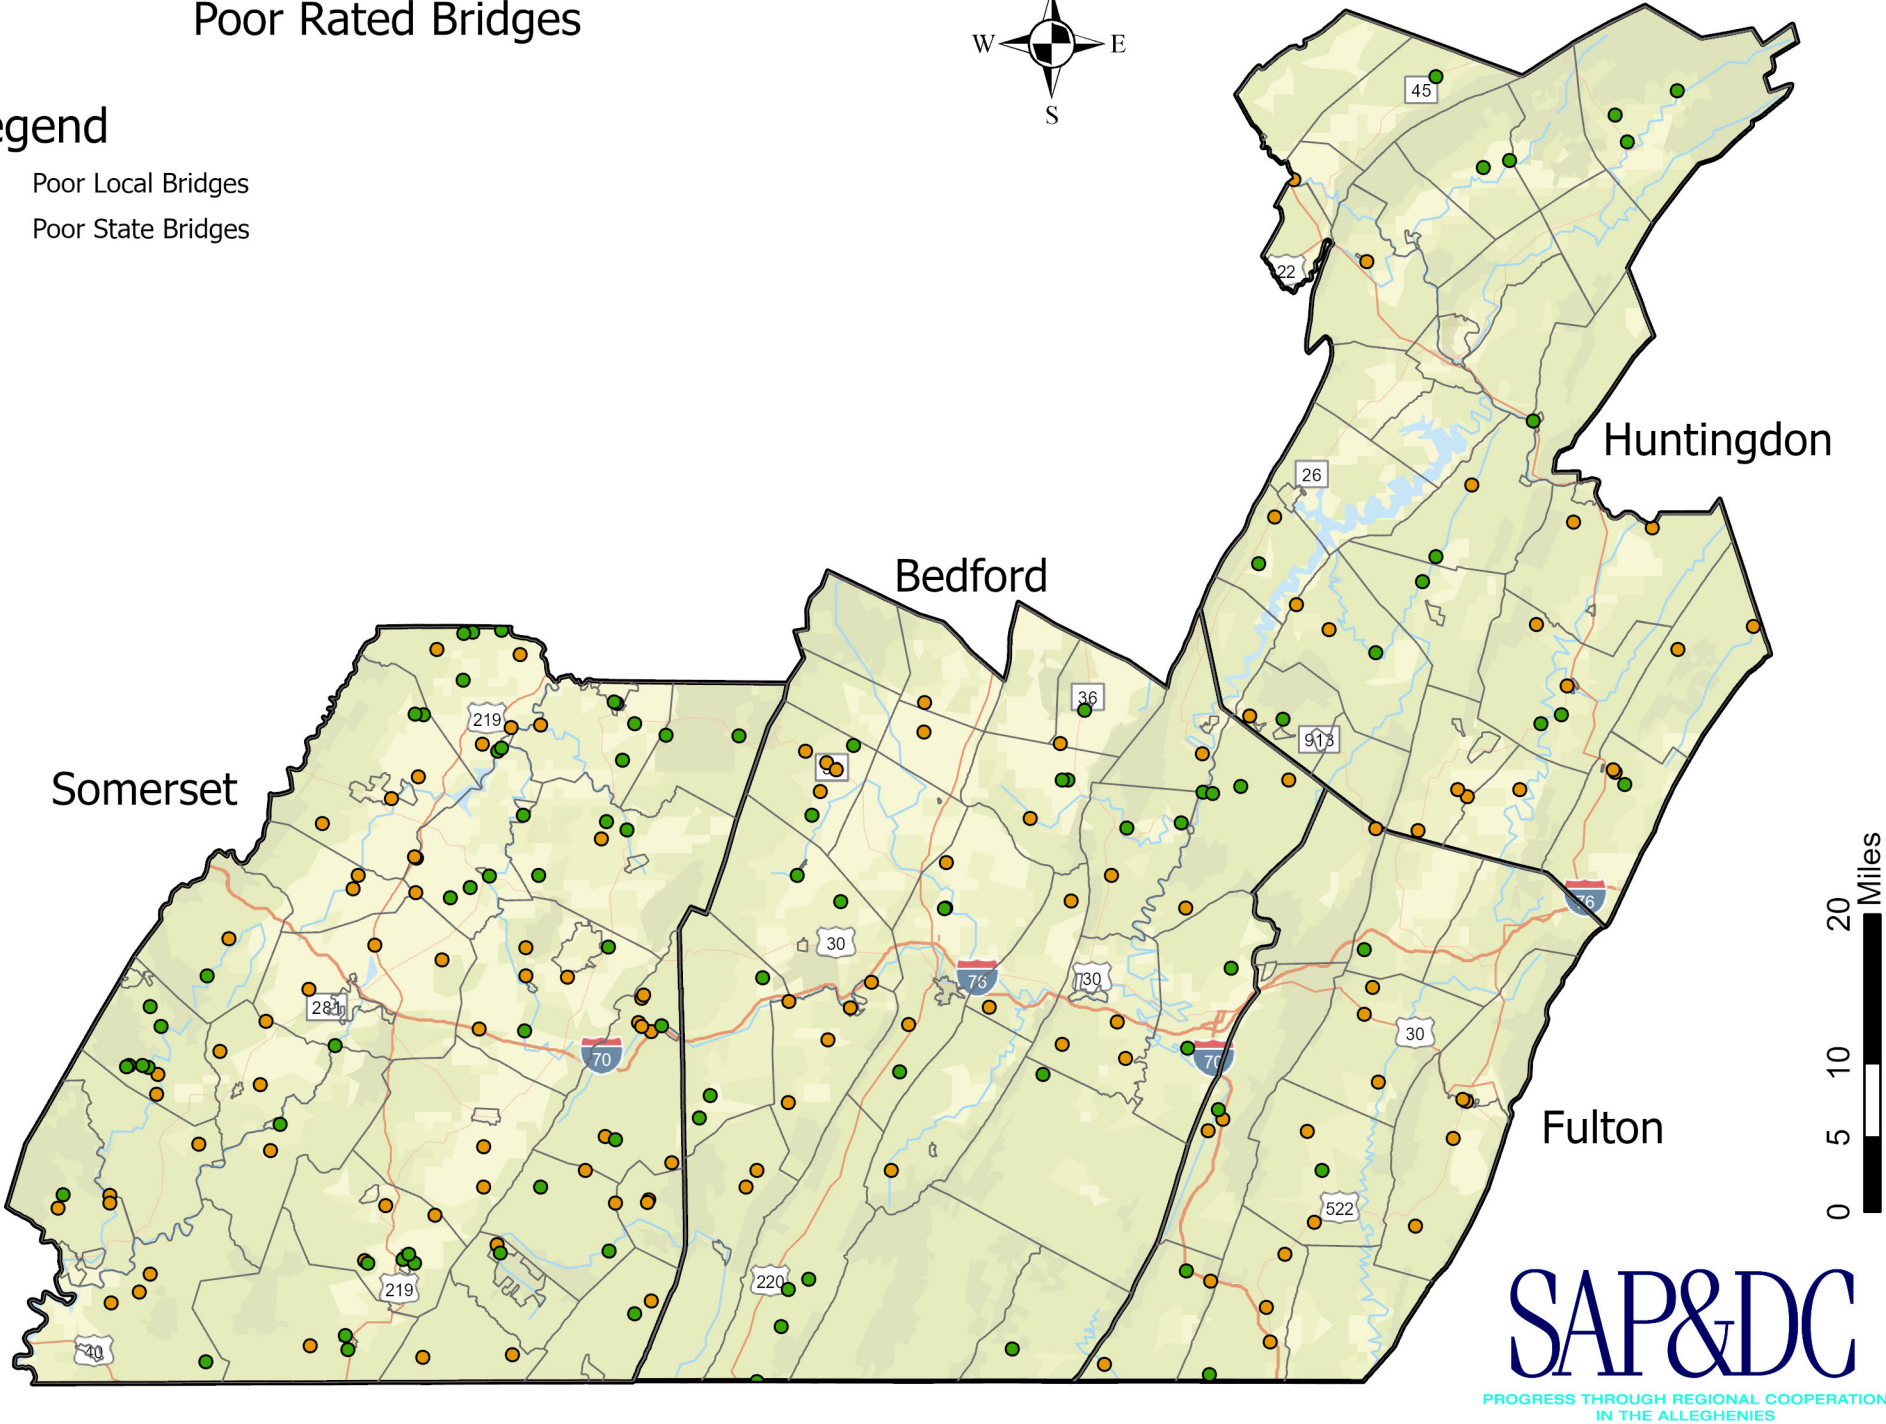 Poor Rated Bridges
W
E
S
egend
Poor Local Bridges
Poor State Bridges
45
22
Huntingdon
26
Bedford
36
219
913
Somerset
Miles
20
76
30
76
30
281
30
70
70
10
Fulton
5
522
0
220
219
40
SAP&DC
PROGRESS THROUGH REGIONAL COOPERATION
IN THE ALLEGHENIES